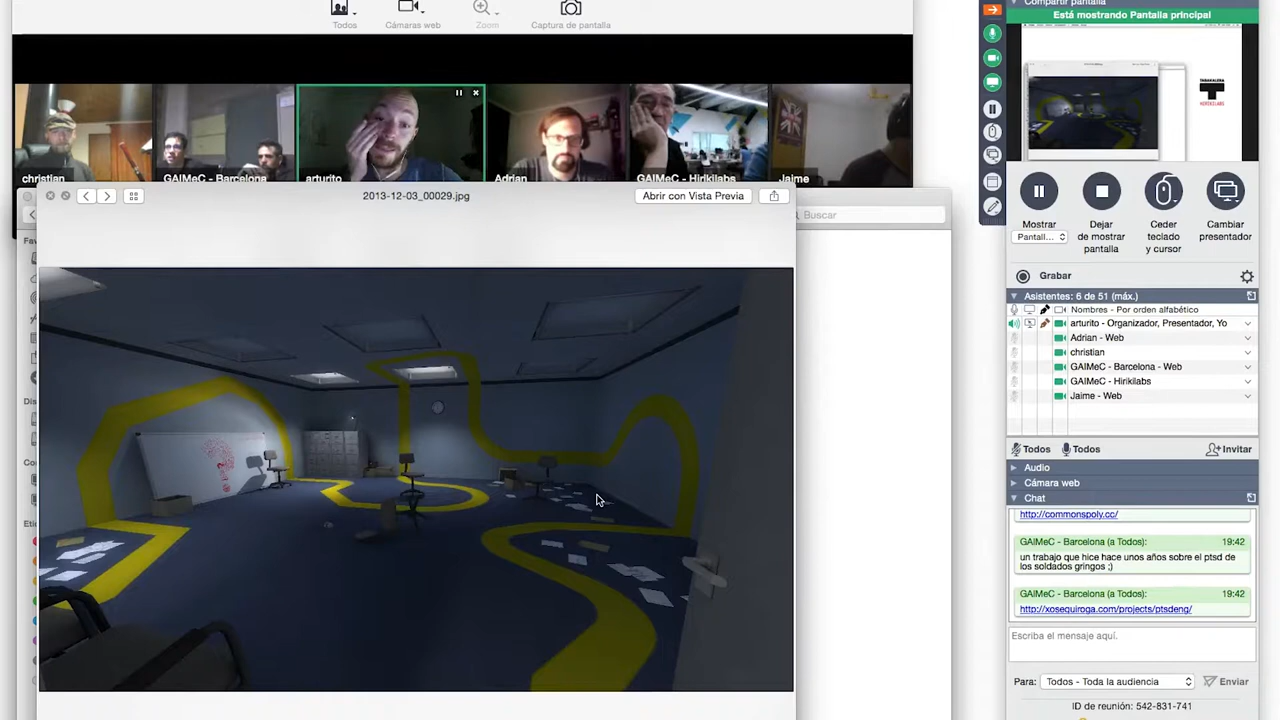 Todos
Cámaras web
Zoom
Captura de pantalla
christian
GAIMeC - Barcelona
arturito
Adrian
GAIMeC - Hirikilabs
Jaime
2013-12-03_00029.jpg
Abrir con Vista Previa
Buscar
Compartir pantalla
Está mostrando Pantalla principal
TABAKALERA
HIRIKILABS
Mostrar
Pantall...
Dejar
de mostrar
pantalla
Ceder
teclado
y cursor
Cambiar
presentador
Grabar
Asistentes: 6 de 51 (máx.)
Nombres - Por orden alfabético
arturito - Organizador, Presentador, Yo
Adrian - Web
christian
GAIMeC - Barcelona - Web
GAIMeC - Hirikilabs
Jaime - Web
Todos
Todos
Invitar
Audio
Cámara web
Chat
http://commonspoly.cc/
GAIMeC - Barcelona (a Todos): 19:42
un trabajo que hice hace unos años sobre el ptsd de
los soldados gringos ;)
GAIMeC - Barcelona (a Todos): 19:42
http://xosequiroga.com/projects/ptsdeng/
Escriba el mensaje aquí.
Para: Todos - Toda la audiencia
Enviar
ID de reunión: 542-831-741